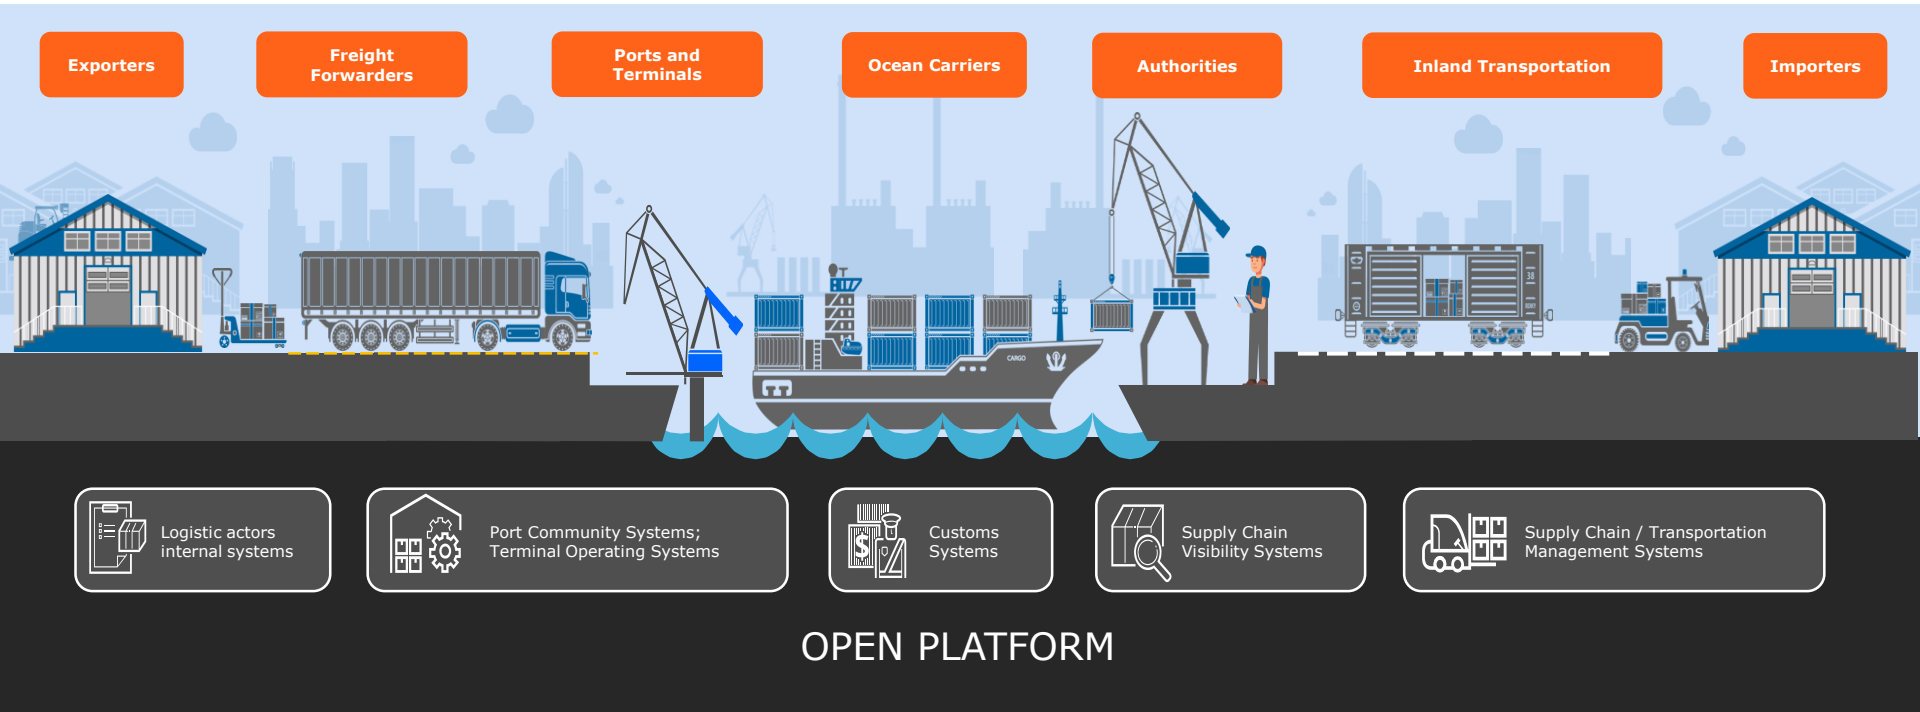 Exporters
Freight
Forwarders
Ports and
Terminals
Ocean Carriers
Authorities
Inland Transportation
Importers
38
CARGO
Logistic actors
internal systems
Port Community Systems;
Terminal Operating Systems
$
Customs
Systems
Supply Chain
Visibility Systems
Supply Chain / Transportation
Management Systems
OPEN PLATFORM